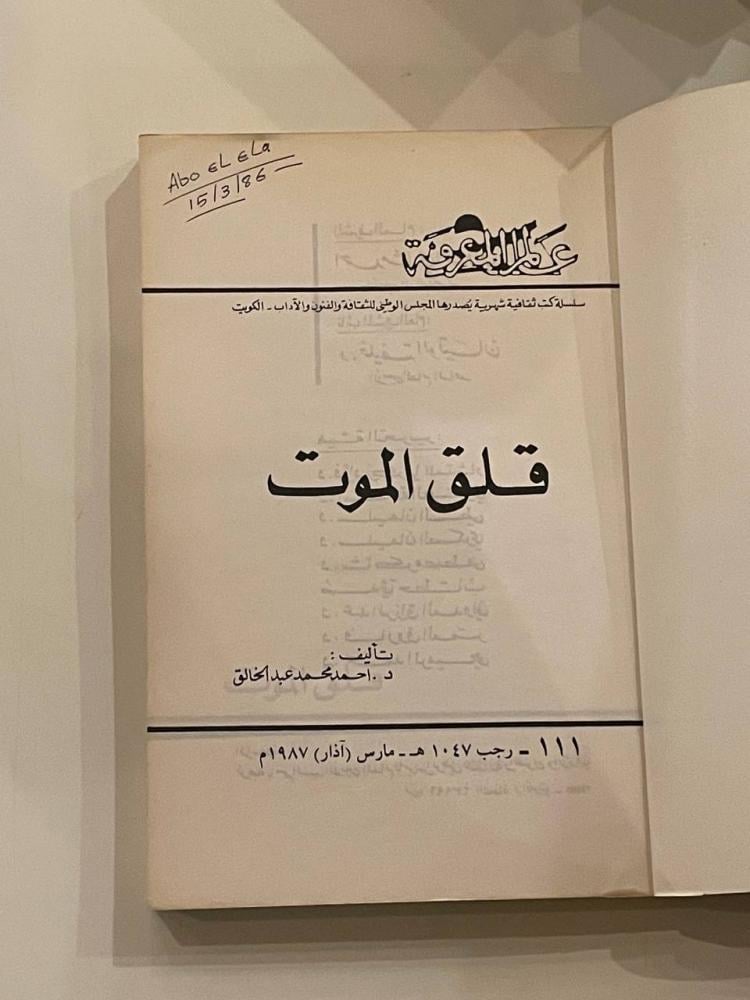 Abo EL ELa
15/3/86
عالم المعرفة
سلسلة كتب ثقافية شهرية يصدرها المجلس الوطني للثقافة والفنون والآداب - الكويت
قلق الموت
تأليف :
د. احمد محمد عبد الخالق
١١١ - رجب ١٠٤٧ هـ - مارس (آذار) ١٩٨٧م